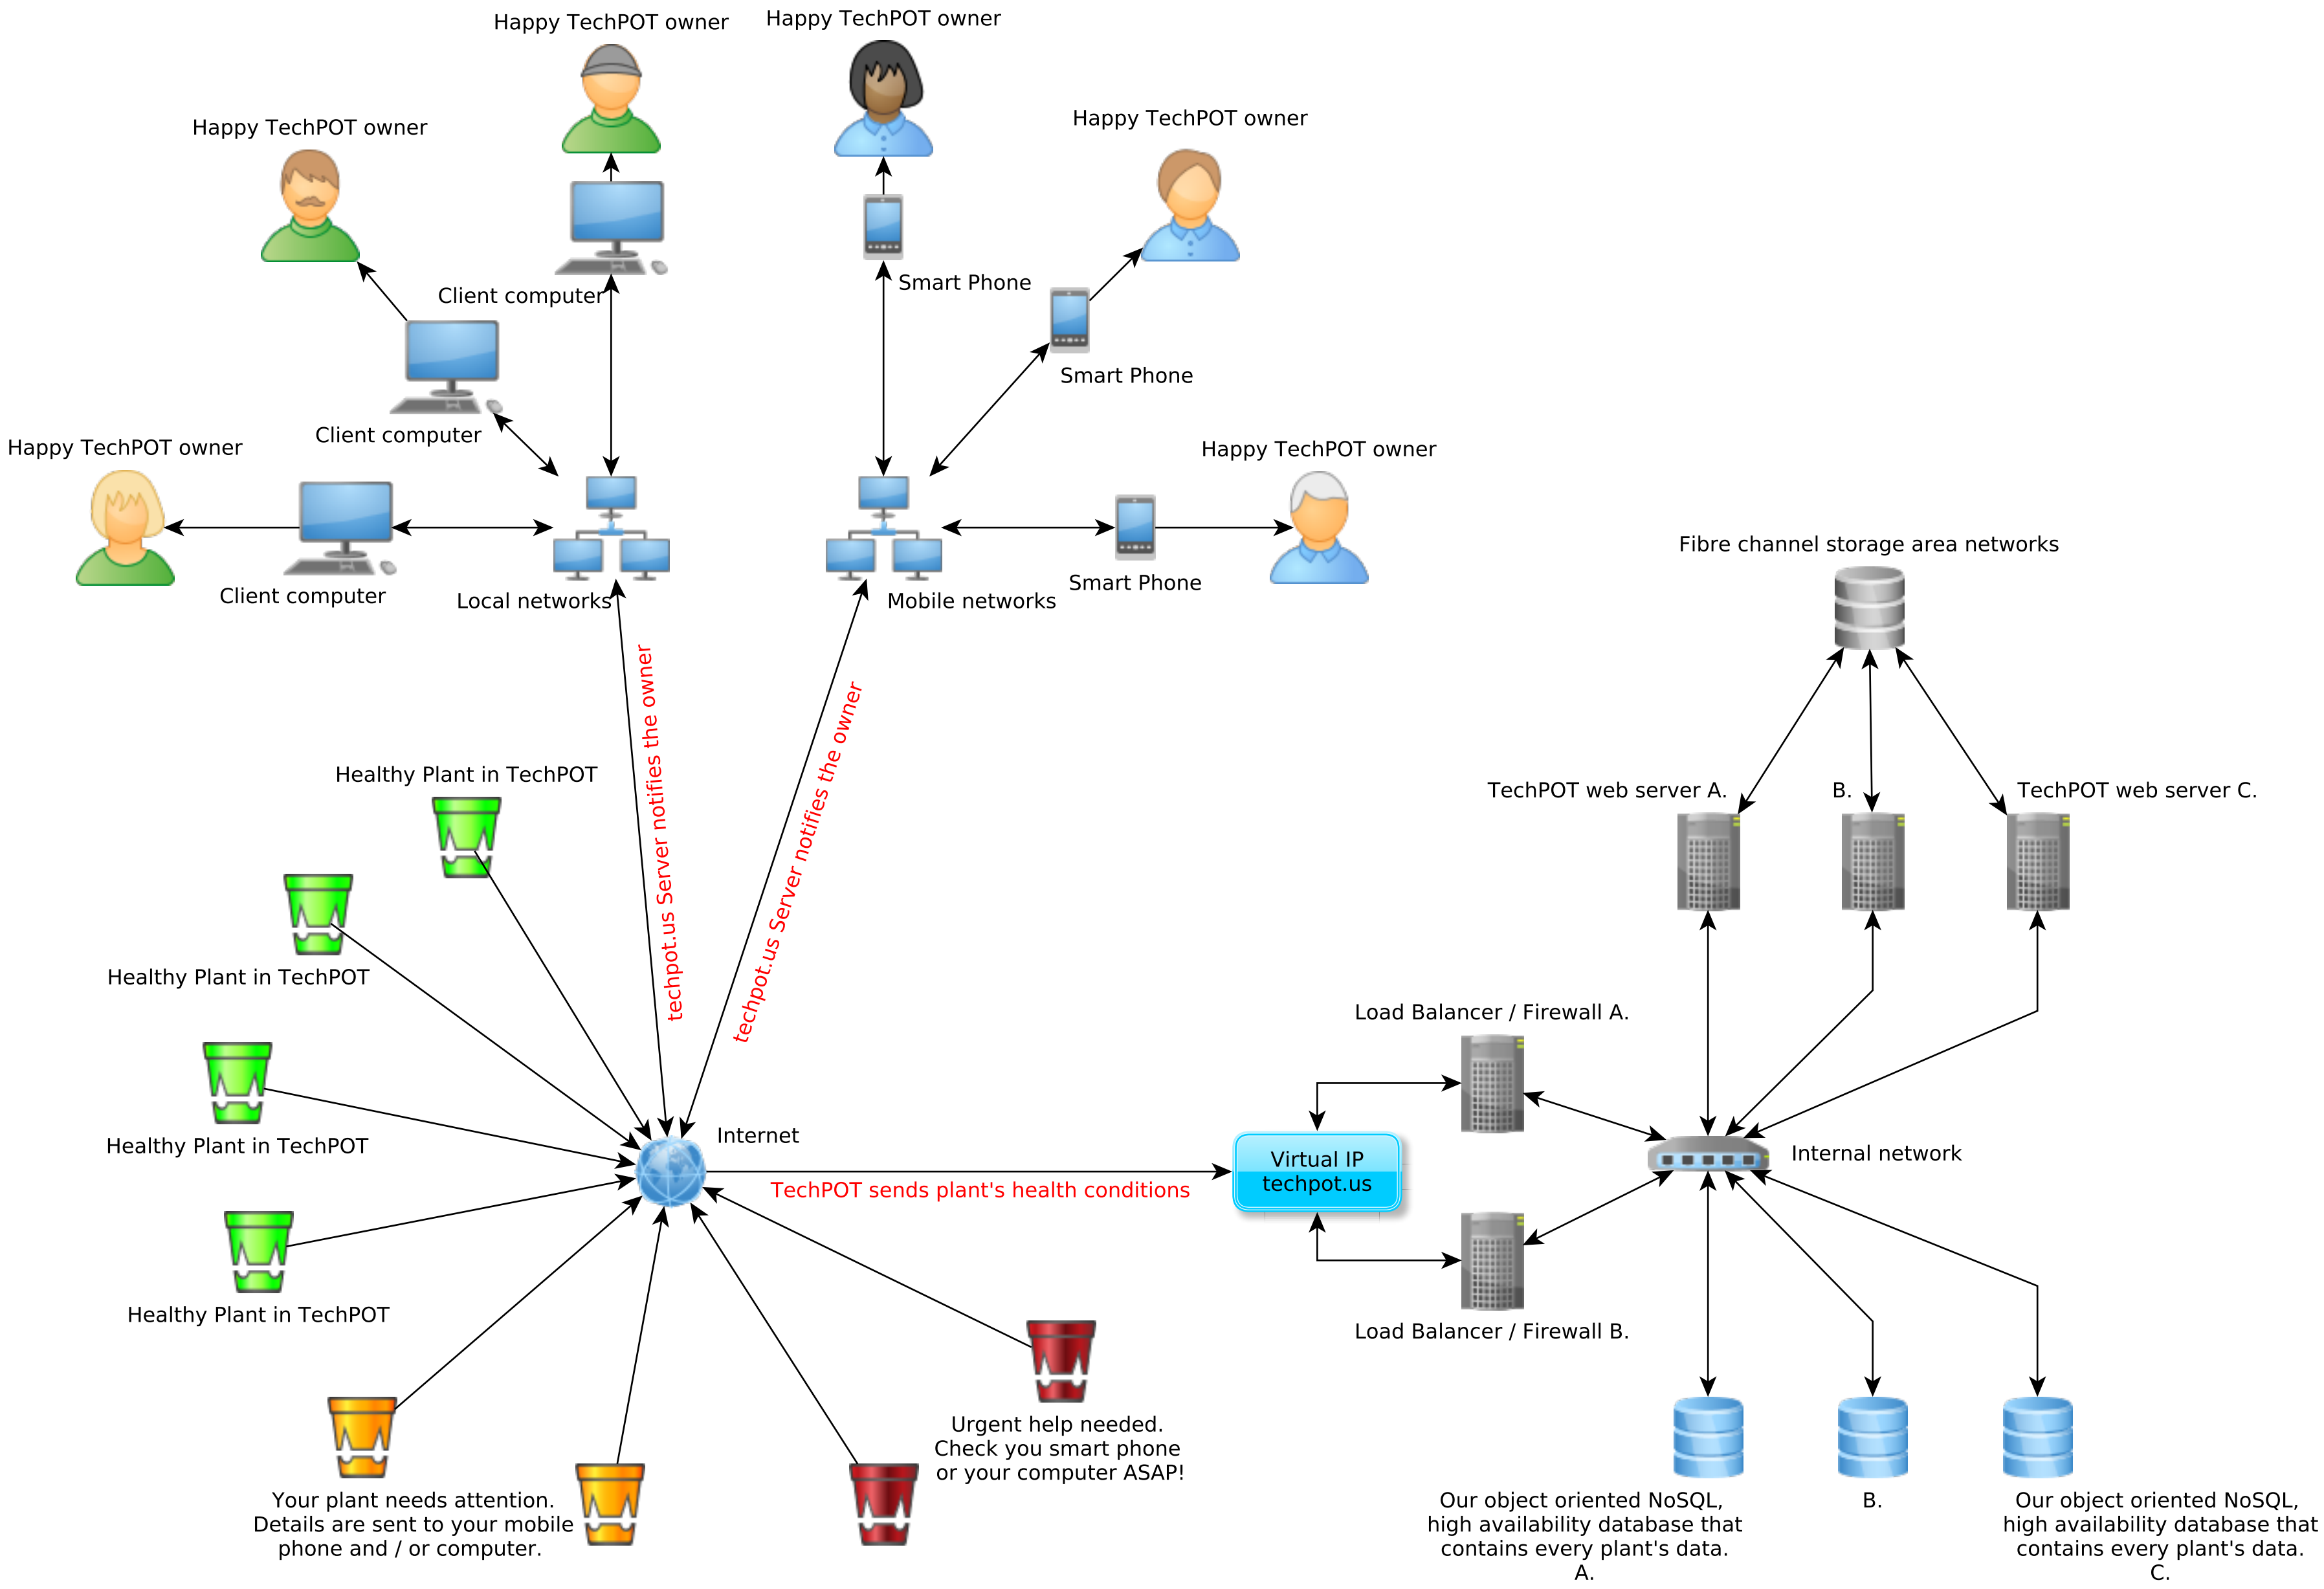 Happy TechPOT owner
Happy TechPOT owner
Happy TechPOT owner
Happy TechPOT owner
Smart Phone
Client computer
Smart Phone
Client computer
Happy TechPOT owner
Happy TechPOT owner
Client computer
Local networks
Mobile networks
Smart Phone
Fibre channel storage area networks
techpot.us Server notifies the owner
techpot.us Server notifies the owner
Healthy Plant in TechPOT
Healthy Plant in TechPOT
Healthy Plant in TechPOT
Healthy Plant in TechPOT
TechPOT web server A.
B.
TechPOT web server C.
Load Balancer / Firewall A.
Internet
Virtual IP
techpot.us
Internal network
TechPOT sends plant's health conditions
Load Balancer / Firewall B.
Urgent help needed.
Check you smart phone
or your computer ASAP!
Your plant needs attention.
Details are sent to your mobile
phone and / or computer.
Our object oriented NoSQL,
high availability database that
contains every plant's data.
A.
B.
Our object oriented NoSQL,
high availability database that
contains every plant's data.
C.